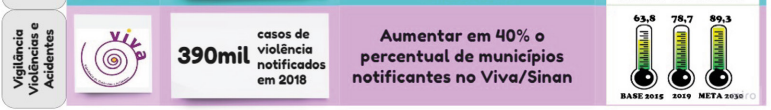 Vigilância
Violências e
Acidentes
viva
390mil
casos de
violência
notificados
em 2018
Aumentar em 40% o
percentual de municípios
notificantes no Viva/Sinan
63,8 78,7 89,3
BASE 2015 2019 META 2030